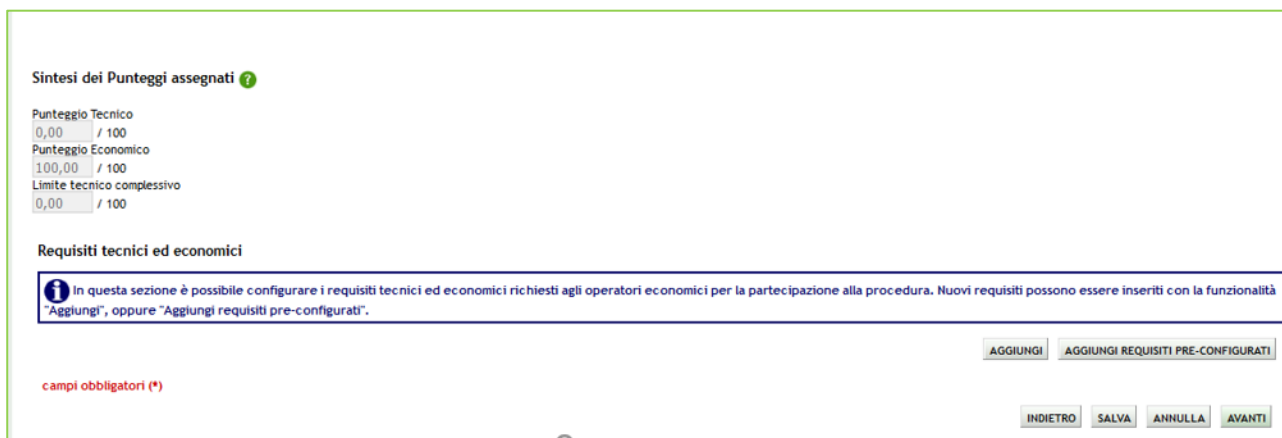 Sintesi dei Punteggi assegnati ?
Punteggio Tecnico
0,00 / 100
Punteggio Economico
100,00 / 100
Limite tecnico complessivo
0,00 / 100
Requisiti tecnici ed economici
In questa sezione è possibile configurare i requisiti tecnici ed economici richiesti agli operatori economici per la partecipazione alla procedura. Nuovi requisiti possono essere inseriti con la funzionalità
"Aggiungi", oppure "Aggiungi requisiti pre-configurati".
AGGIUNGI AGGIUNGI REQUISITI PRE-CONFIGURATI
campi obbligatori (*)
INDIETRO SALVA ANNULLA AVANTI